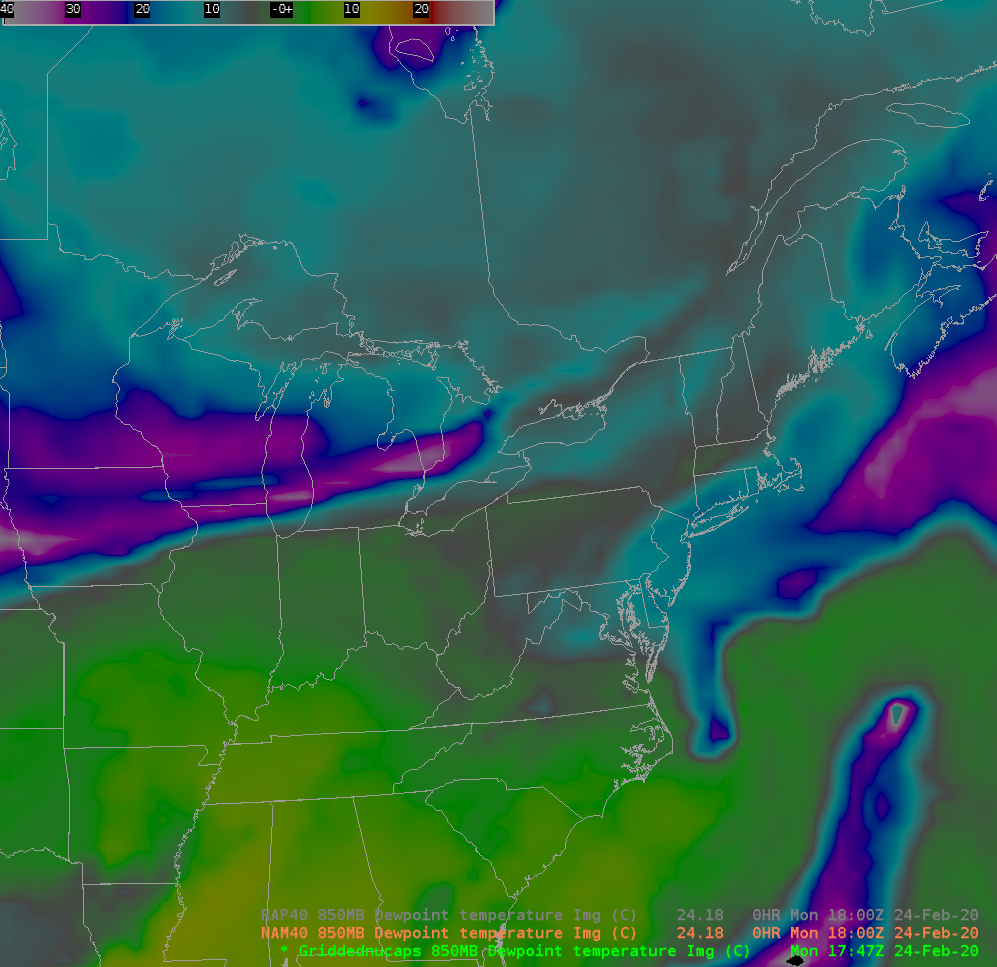 40 30 20 10 -0+ 10 20
RAP40 850MB Dewpoint temperature Img (C) 24.18 0HR Mon 18:00Z 24-Feb-20
NAM40 850MB Dewpoint temperature Img (C) 24.18 0HR Mon 18:00Z 24-Feb-20
* Griddednucaps 850MB Dewpoint temperature Img (C) Mon 17:47Z 24-Feb-20